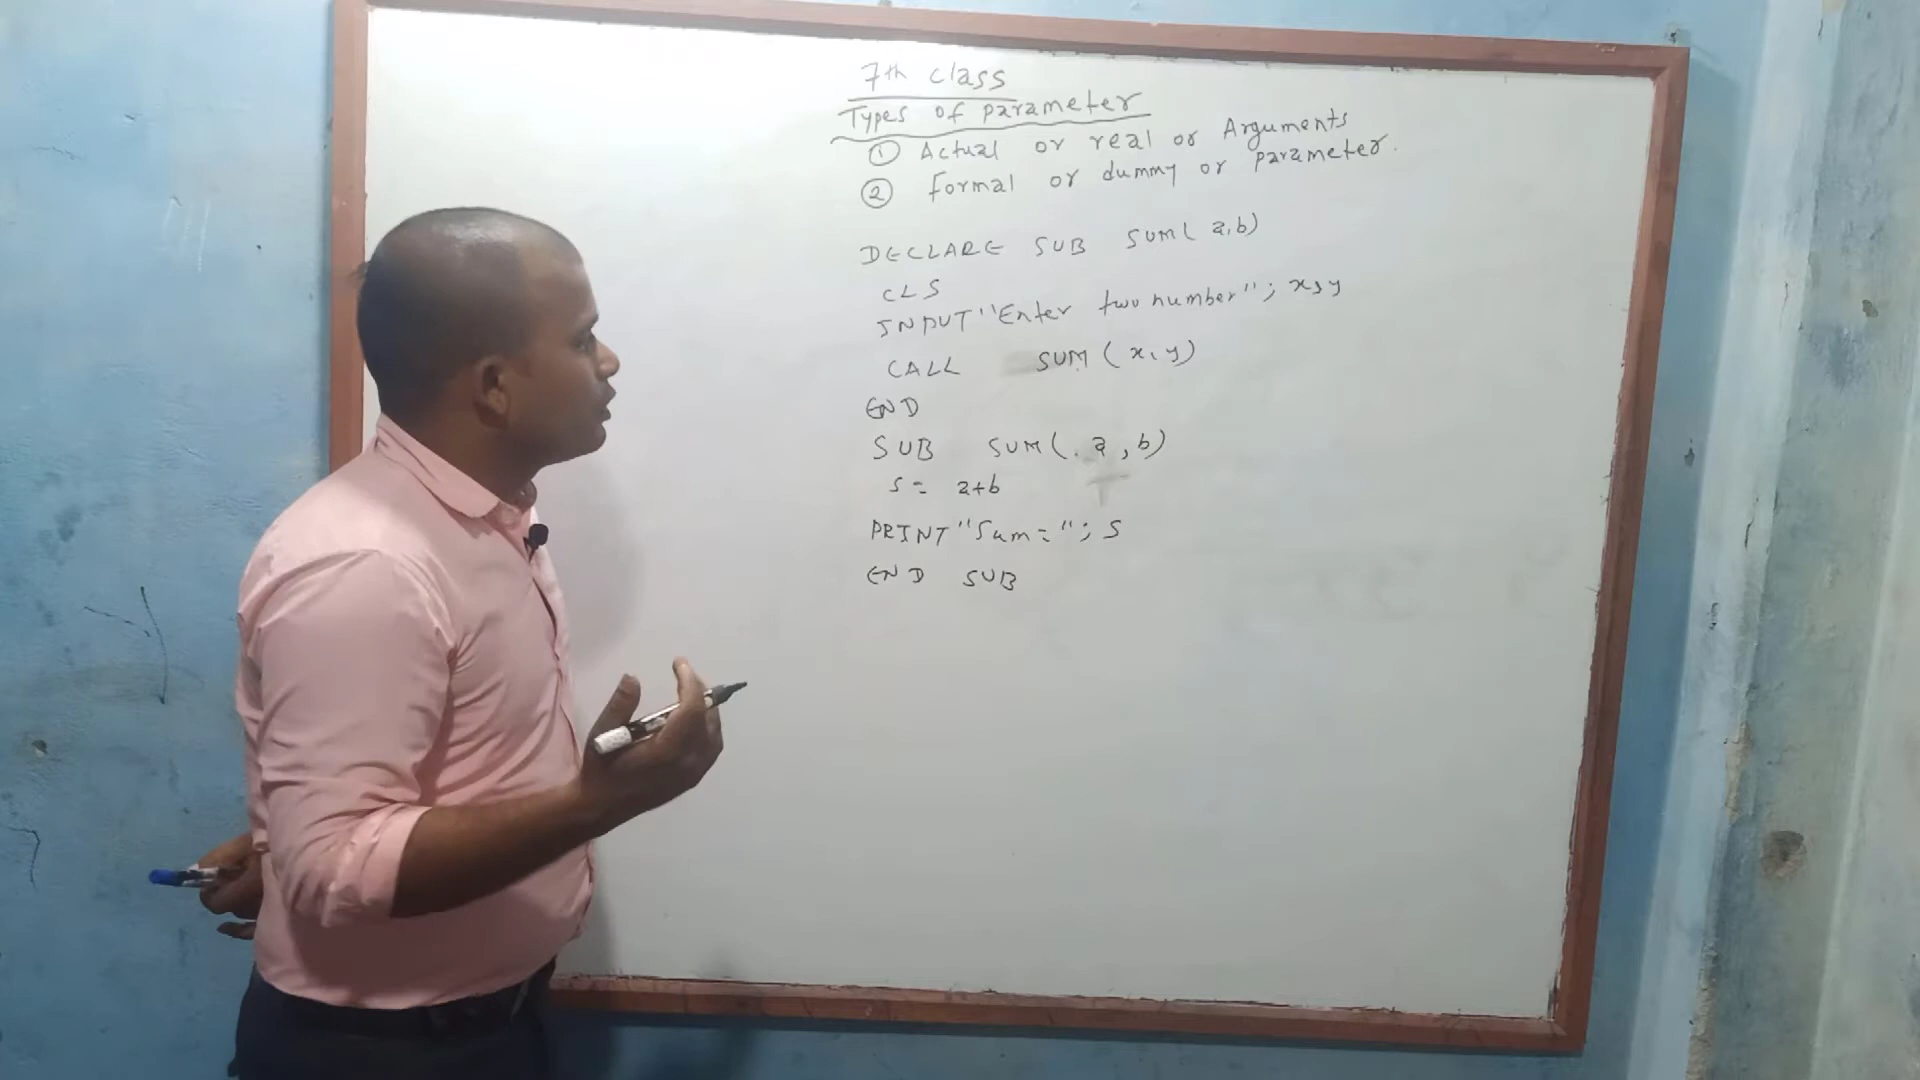 7th class
Types of parameter
① Actual or real or Arguments
② formal or dummy or parameter.
DECLARE SUB SUM( a,b)
CLS
INPUT "Enter two number"; x,y
CALL SUM ( x, y)
END
SUB SUM( a , b)
s= a+b
PRINT "Sum="; S
END SUB